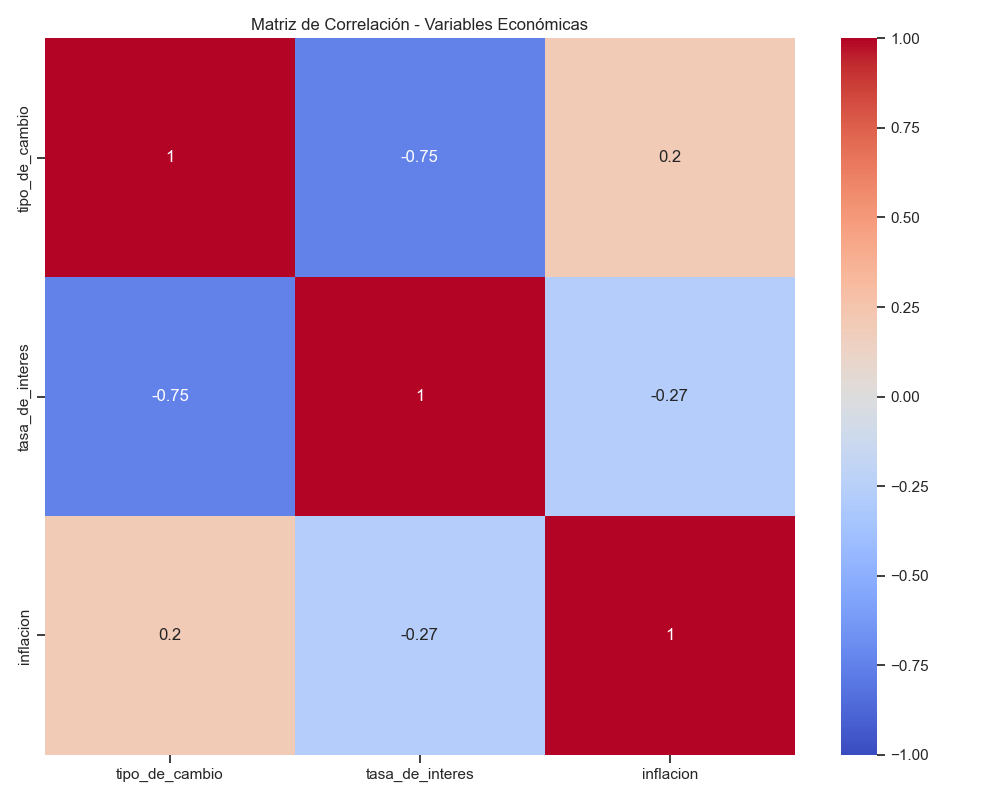 Matriz de Correlación - Variables Económicas
tipo_de_cambio
1
-0.75
0.2
tasa_de_interes
-0.75
1
-0.27
inflacion
0.2
-0.27
1
tipo_de_cambio
tasa_de_interes
inflacion
1.00
0.75
0.50
0.25
0.00
−0.25
−0.50
−0.75
−1.00